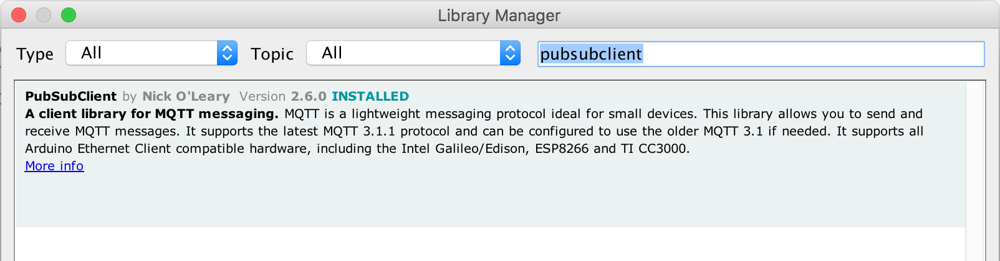 Library Manager
Type All Topic All pubsubclient
PubSubClient by Nick O'Leary Version 2.6.0 INSTALLED
A client library for MQTT messaging. MQTT is a lightweight messaging protocol ideal for small devices. This library allows you to send and
receive MQTT messages. It supports the latest MQTT 3.1.1 protocol and can be configured to use the older MQTT 3.1 if needed. It supports all
Arduino Ethernet Client compatible hardware, including the Intel Galileo/Edison, ESP8266 and TI CC3000.
More info